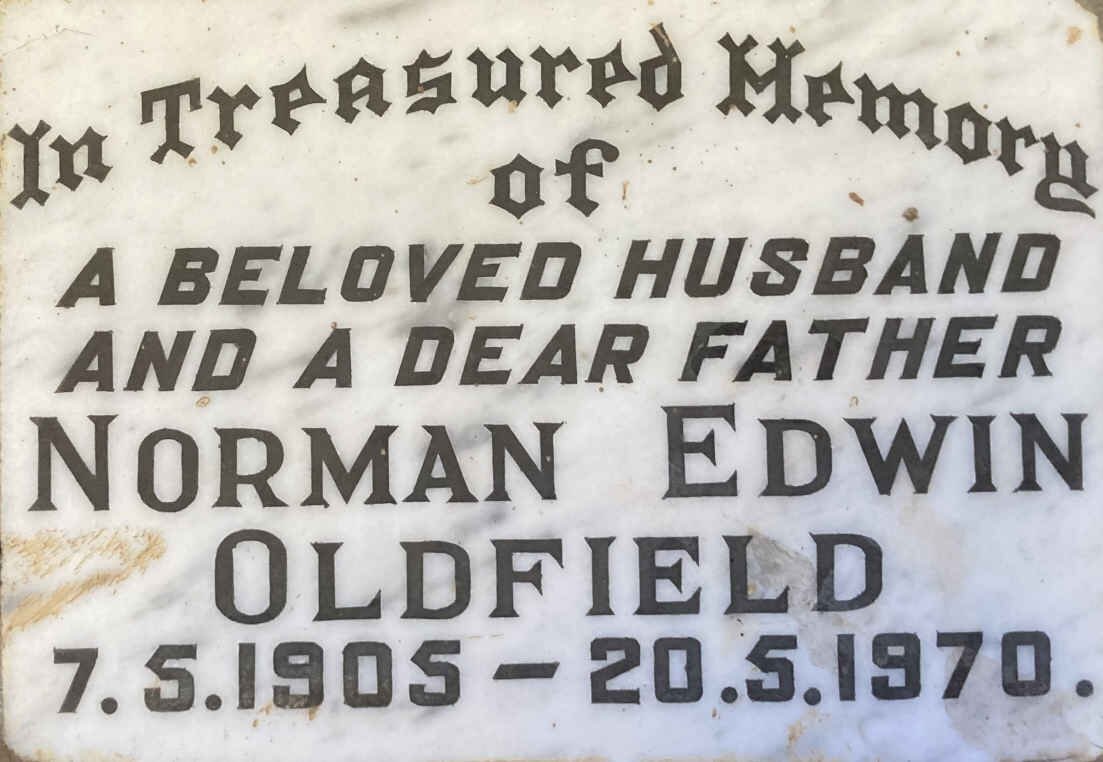 In Treasured Memory
of
A BELOVED HUSBAND
AND A DEAR FATHER
NORMAN EDWIN
OLDFIELD
7.5.1905 – 20.5.1970.